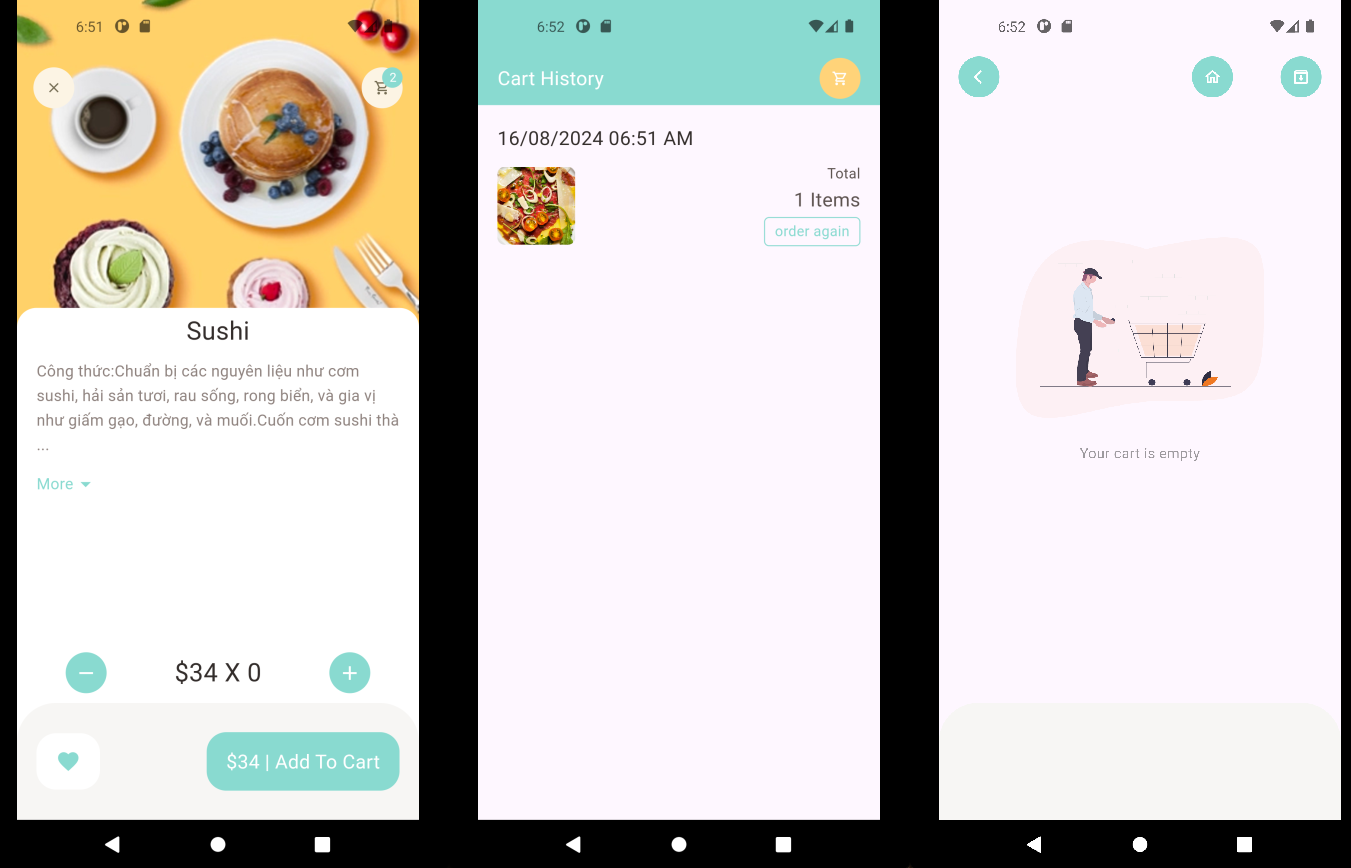 6:51
2
Sushi
Công thức:Chuẩn bị các nguyên liệu như cơm
sushi, hải sản tươi, rau sống, rong biển, và gia vị
như giấm gạo, đường, và muối.Cuốn cơm sushi thà
...
More
$34 X 0
$34 | Add To Cart
6:52
Cart History
16/08/2024 06:51 AM
Total
1 Items
order again
6:52
Your cart is empty